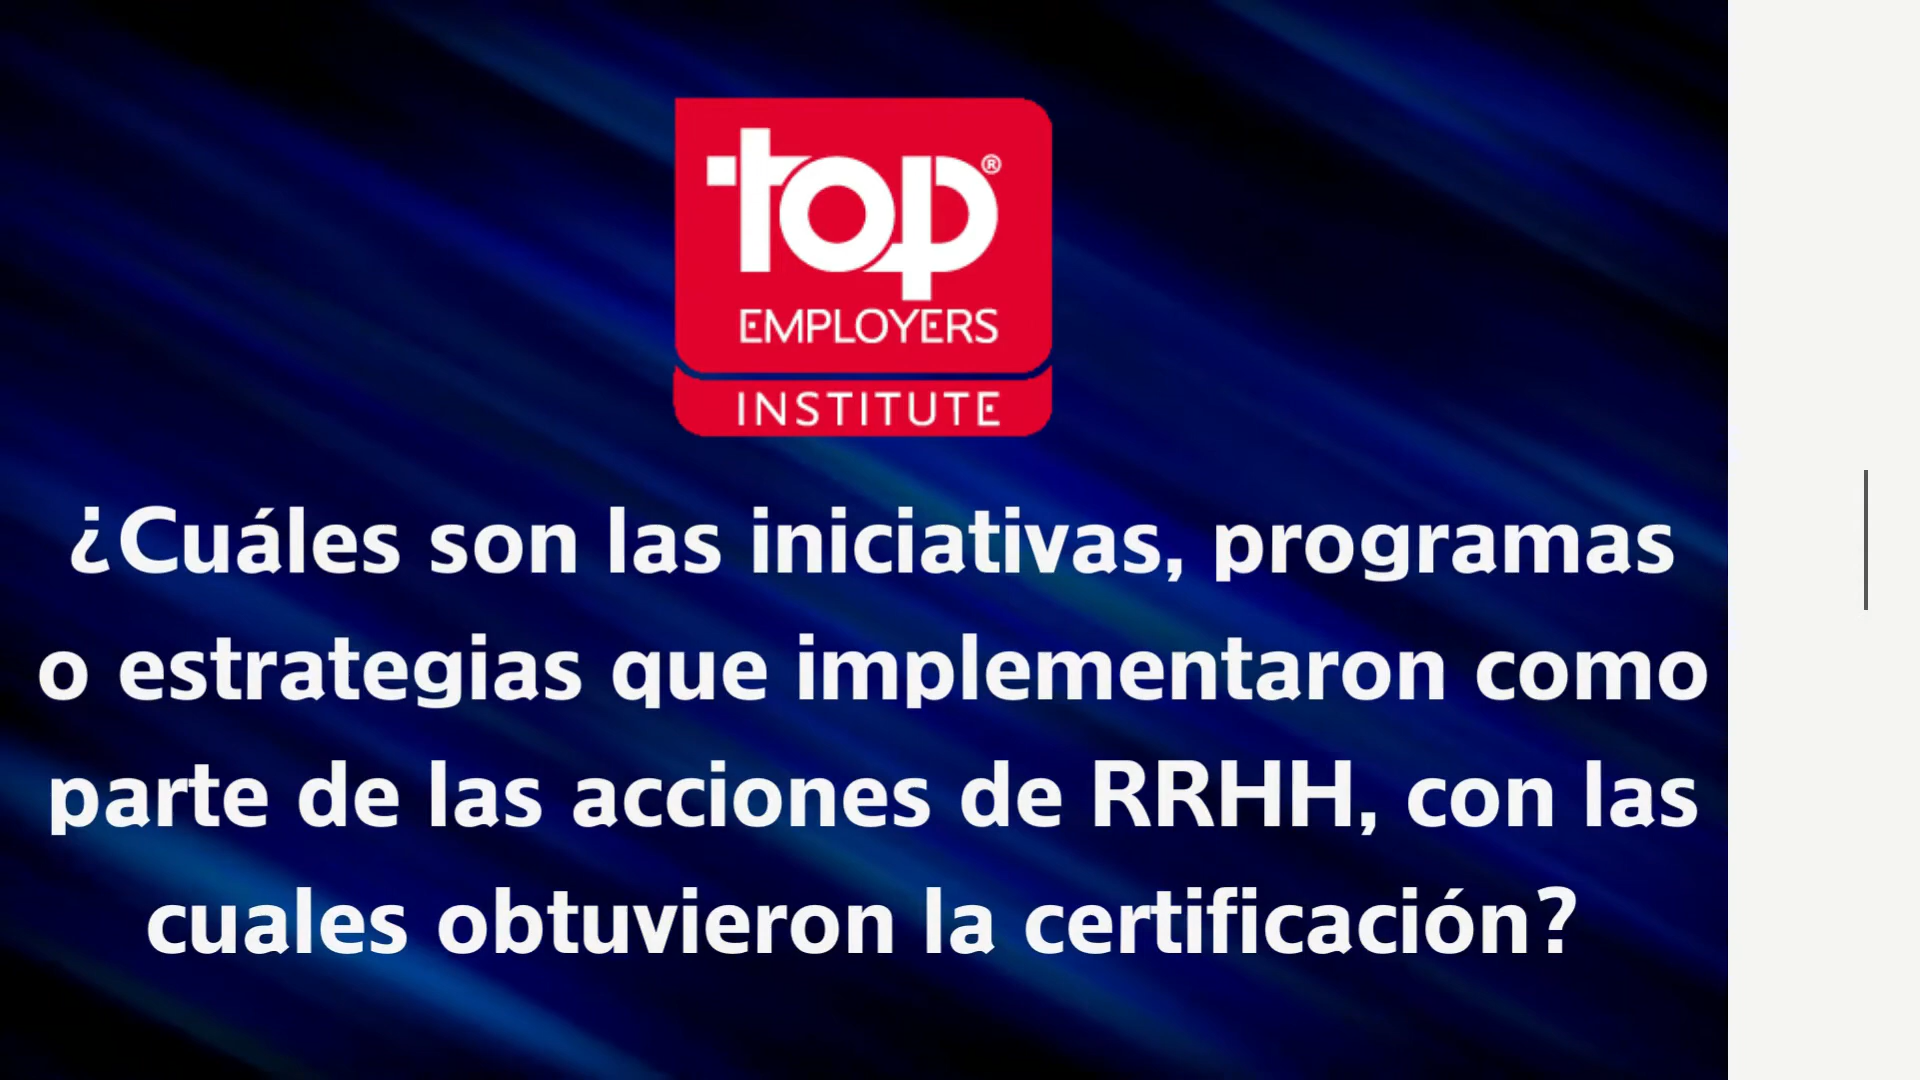 top®
EMPLOYERS
INSTITUTE
¿Cuáles son las iniciativas, programas
o estrategias que implementaron como
parte de las acciones de RRHH, con las
cuales obtuvieron la certificación?